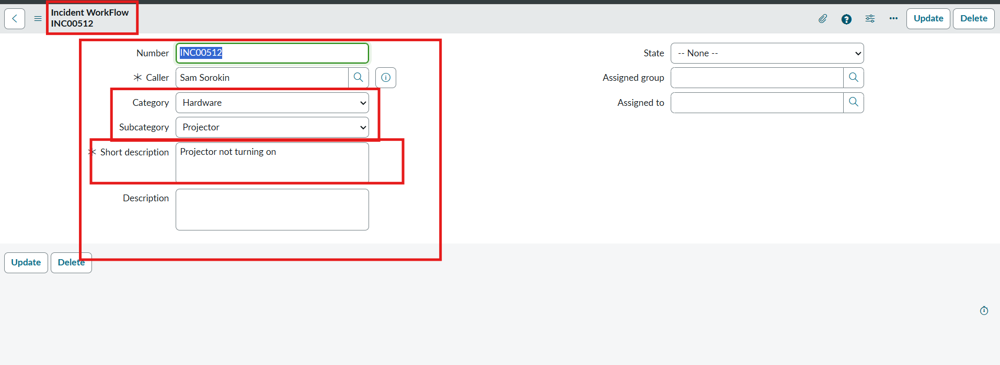 Incident WorkFlow
INC00512
Update
Delete
Number
INC00512
Caller
Sam Sorokin
Category
Hardware
Subcategory
Projector
Short description
Projector not turning on
Description
State
-- None --
Assigned group
Assigned to
Update
Delete